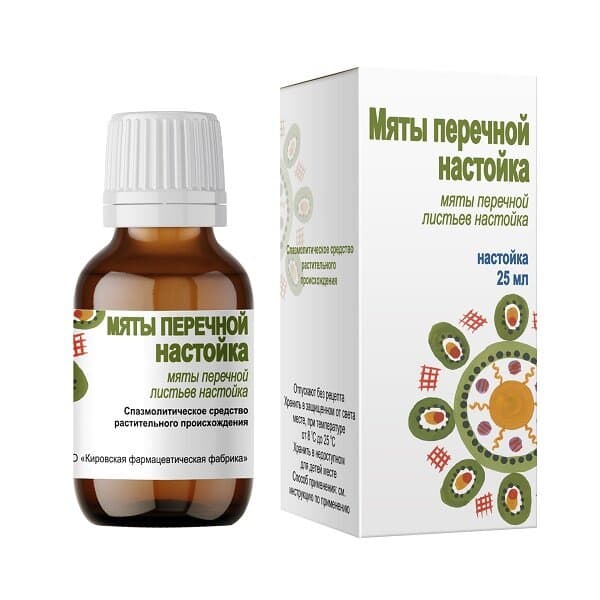 Мяты перечной
настойка
мяты перечной
листьев настойка
настойка
25 мл
Спазмолитическое средство
растительного
происхождения
Отпускают без рецепта
Хранить в защищенном от света
месте, при температуре
от 8 °С до 25 °С
Хранить в недоступном
для детей месте
Способ применения: см.
инструкцию по применению
МЯТЫ ПЕРЕЧНОЙ
НАСТОЙКА
мяты перечной
листьев настойка
Спазмолитическое средство
растительного происхождения
О «Кировская фармацевтическая фабрика»